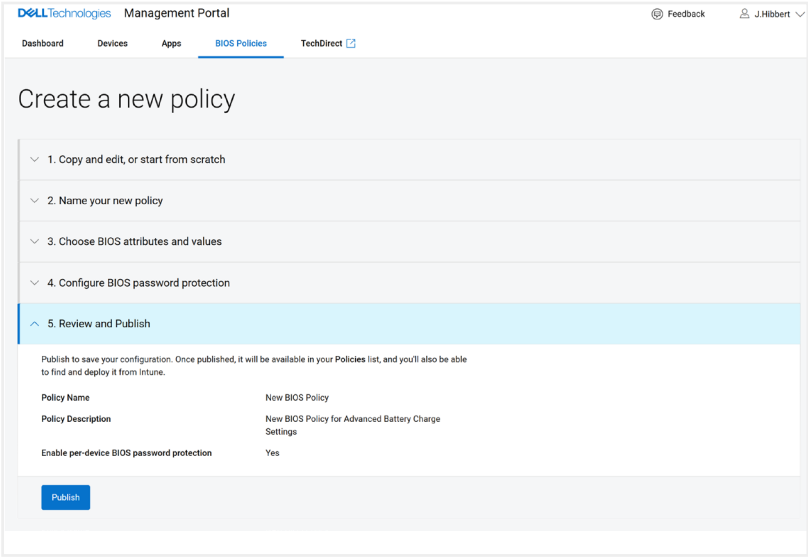 DELLTechnologies Management Portal Feedback J.Hibbert
Dashboard Devices Apps BIOS Policies TechDirect
Create a new policy
1. Copy and edit, or start from scratch
2. Name your new policy
3. Choose BIOS attributes and values
4. Configure BIOS password protection
5. Review and Publish
Publish to save your configuration. Once published, it will be available in your Policies list, and you'll also be able
to find and deploy it from Intune.
Policy Name New BIOS Policy
Policy Description New BIOS Policy for Advanced Battery Charge
Settings
Enable per-device BIOS password protection Yes
Publish